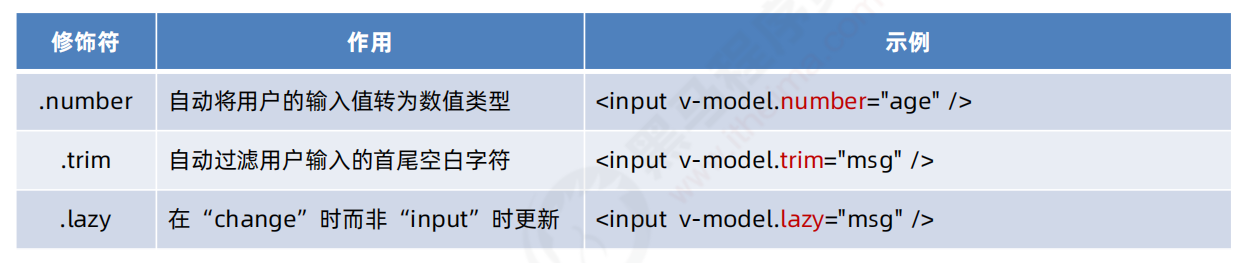 修饰符 作用 示例
.number 自动将用户的输入值转为数值类型 <input v-model.number="age" />
.trim 自动过滤用户输入的首尾空白字符 <input v-model.trim="msg" />
.lazy 在“change”时而非“input”时更新 <input v-model.lazy="msg" />